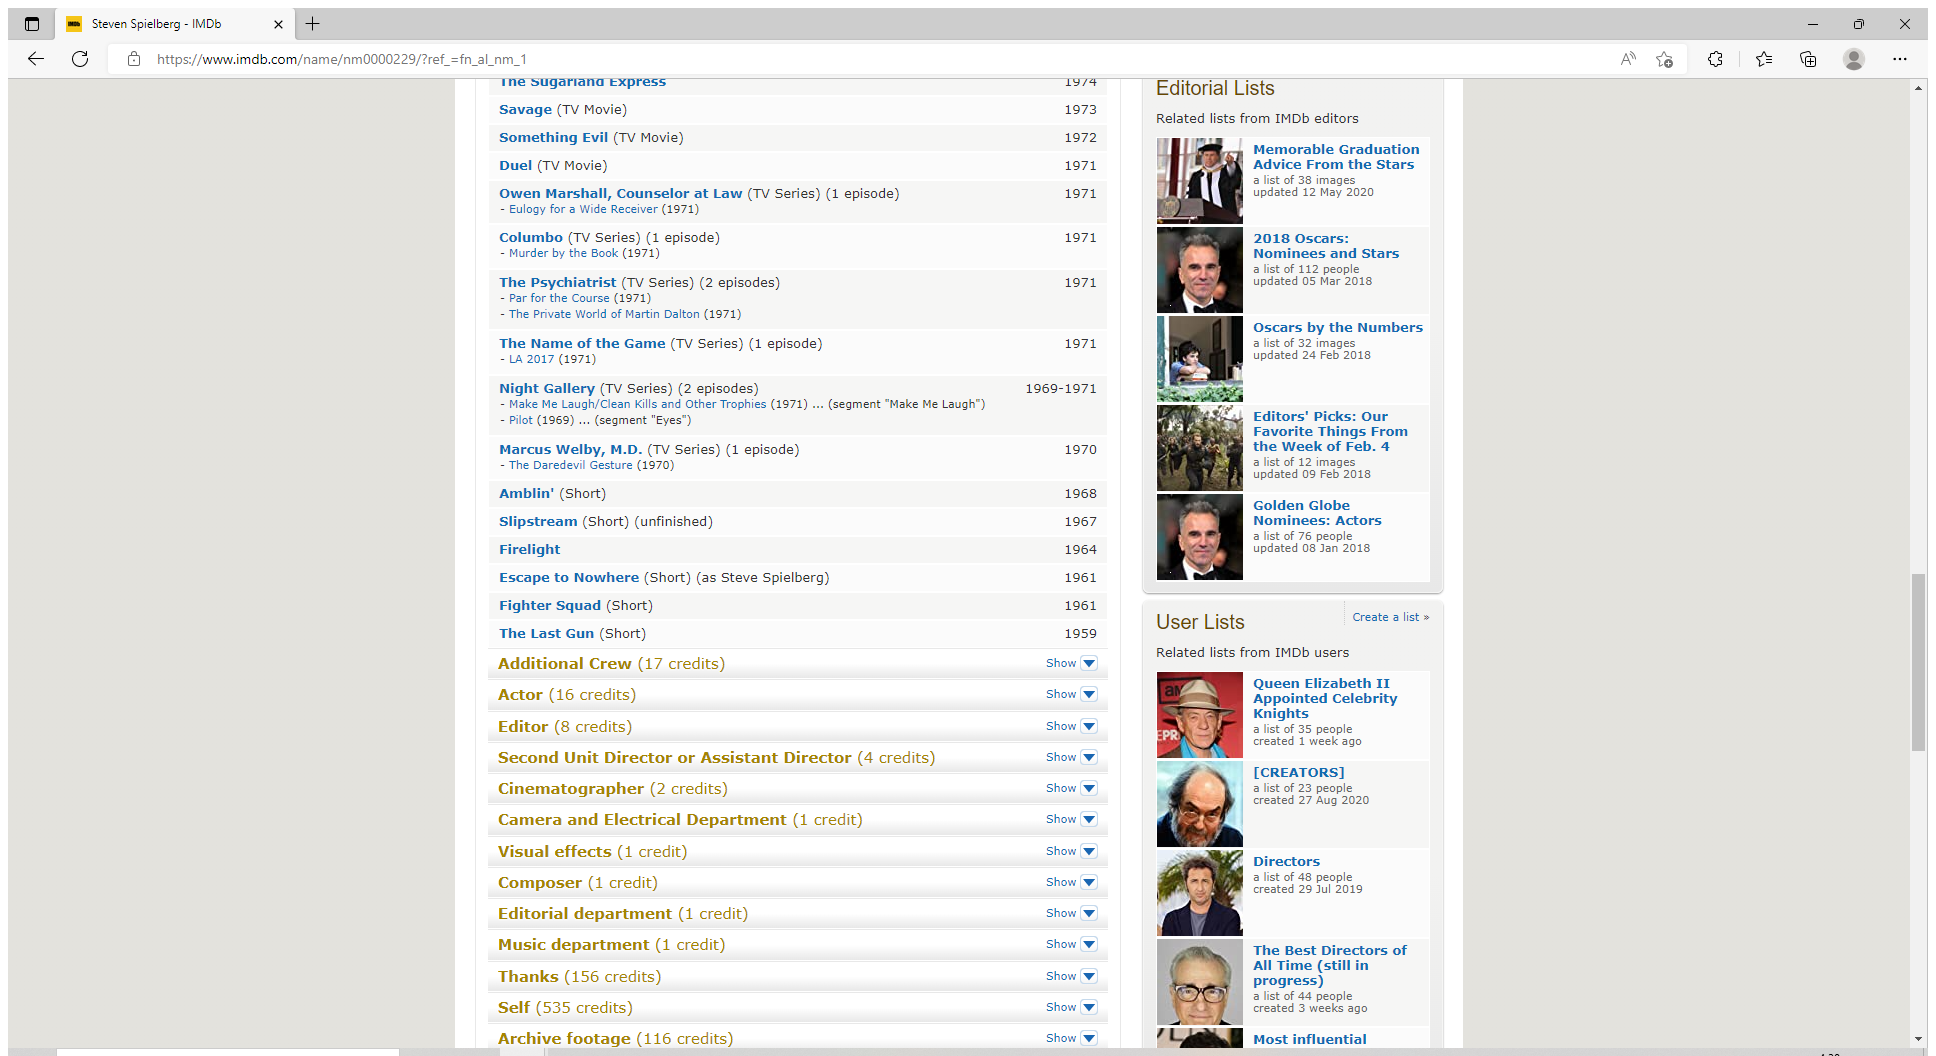 Steven Spielberg - IMDb
https://www.imdb.com/name/nm0000229/?ref_=fn_al_nm_1
The Sugarland Express 1974
Savage (TV Movie) 1973
Something Evil (TV Movie) 1972
Duel (TV Movie) 1971
Owen Marshall, Counselor at Law (TV Series) (1 episode) 1971
- Eulogy for a Wide Receiver (1971)
Columbo (TV Series) (1 episode) 1971
- Murder by the Book (1971)
The Psychiatrist (TV Series) (2 episodes) 1971
- Par for the Course (1971)
- The Private World of Martin Dalton (1971)
The Name of the Game (TV Series) (1 episode) 1971
- LA 2017 (1971)
Night Gallery (TV Series) (2 episodes) 1969-1971
- Make Me Laugh/Clean Kills and Other Trophies (1971) ... (segment "Make Me Laugh")
- Pilot (1969) ... (segment "Eyes")
Marcus Welby, M.D. (TV Series) (1 episode) 1970
- The Daredevil Gesture (1970)
Amblin' (Short) 1968
Slipstream (Short) (unfinished) 1967
Firelight 1964
Escape to Nowhere (Short) (as Steve Spielberg) 1961
Fighter Squad (Short) 1961
The Last Gun (Short) 1959
Additional Crew (17 credits) Show
Actor (16 credits) Show
Editor (8 credits) Show
Second Unit Director or Assistant Director (4 credits) Show
Cinematographer (2 credits) Show
Camera and Electrical Department (1 credit) Show
Visual effects (1 credit) Show
Composer (1 credit) Show
Editorial department (1 credit) Show
Music department (1 credit) Show
Thanks (156 credits) Show
Self (535 credits) Show
Archive footage (116 credits) Show
Editorial Lists
Related lists from IMDb editors
Memorable Graduation
Advice From the Stars
a list of 38 images
updated 12 May 2020
2018 Oscars:
Nominees and Stars
a list of 112 people
updated 05 Mar 2018
Oscars by the Numbers
a list of 32 images
updated 24 Feb 2018
Editors' Picks: Our
Favorite Things From
the Week of Feb. 4
a list of 12 images
updated 09 Feb 2018
Golden Globe
Nominees: Actors
a list of 76 people
updated 08 Jan 2018
User Lists
Create a list »
Related lists from IMDb users
Queen Elizabeth II
Appointed Celebrity
Knights
a list of 35 people
created 1 week ago
[CREATORS]
a list of 23 people
created 27 Aug 2020
Directors
a list of 48 people
created 29 Jul 2019
The Best Directors of
All Time (still in
progress)
a list of 44 people
created 3 weeks ago
Most influential